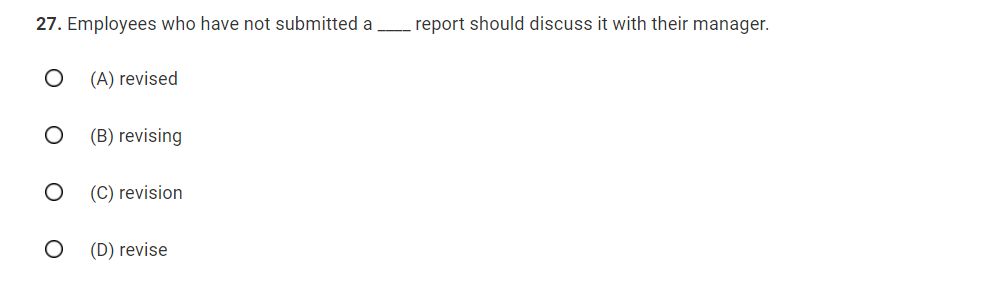 27. Employees who have not submitted a ____ report should discuss it with their manager.
(A) revised
(B) revising
(C) revision
(D) revise